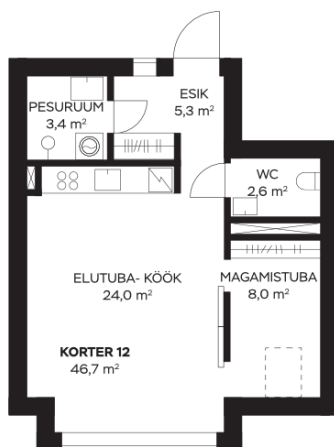 ESIK
5,3 m²
PESURUUM
3,4 m²
WC
2,6 m²
ELUTUBA- KÖÖK
24,0 m²
MAGAMISTUBA
8,0 m²
KORTER 12
46,7 m²